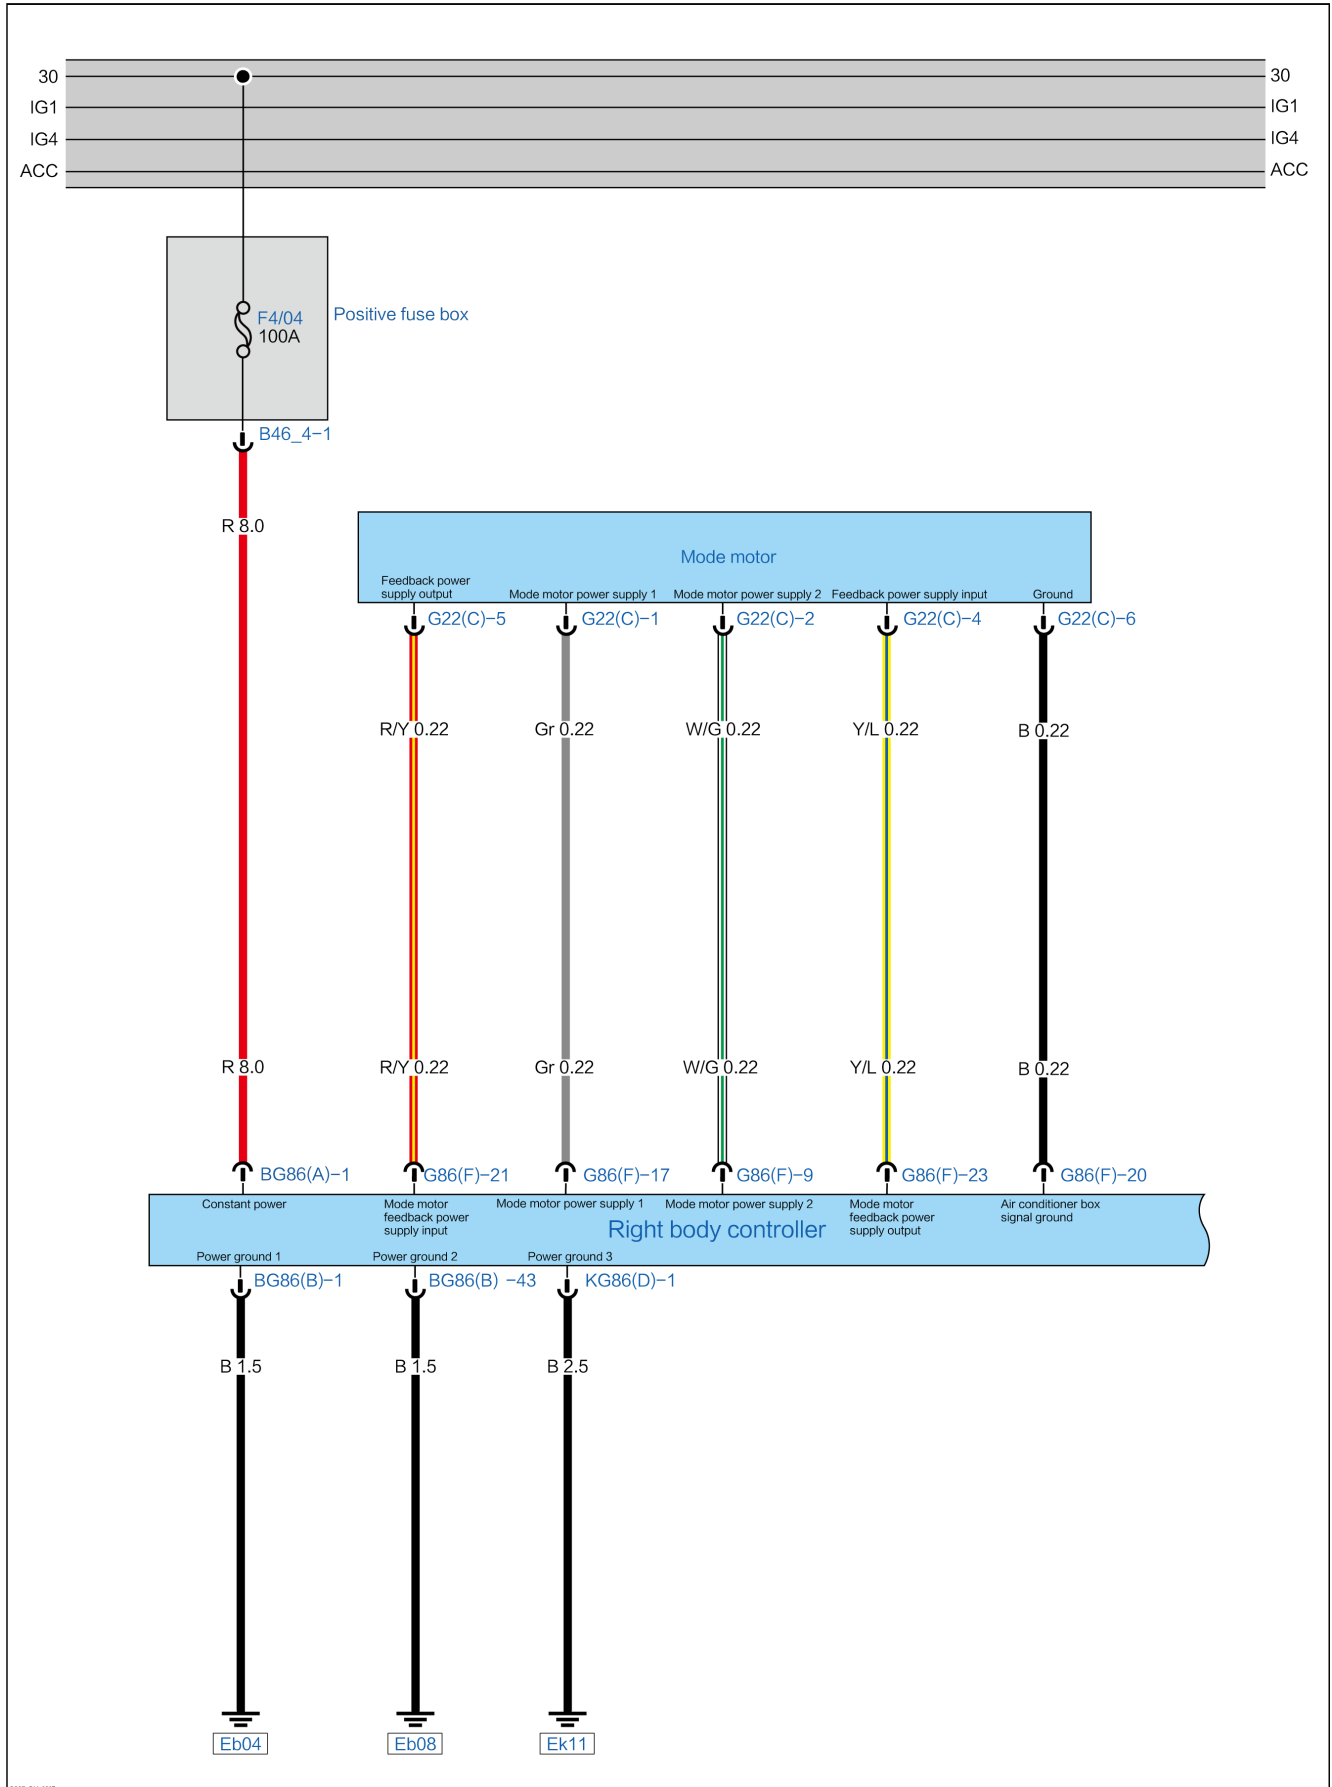 30 30
IG1 IG1
IG4 IG4
ACC ACC
F4/04
100A
Positive fuse box
B46_4-1
R 8.0
Mode motor
Feedback power
supply output
Mode motor power supply 1
Mode motor power supply 2
Feedback power supply input
Ground
G22(C)-5 G22(C)-1 G22(C)-2 G22(C)-4 G22(C)-6
R/Y 0.22 Gr 0.22 W/G 0.22 Y/L 0.22 B 0.22
R 8.0 R/Y 0.22 Gr 0.22 W/G 0.22 Y/L 0.22 B 0.22
BG86(A)-1 G86(F)-21 G86(F)-17 G86(F)-9 G86(F)-23 G86(F)-20
Constant power
Mode motor
feedback power
supply input
Mode motor power supply 1
Mode motor power supply 2
Mode motor
feedback power
supply output
Air conditioner box
signal ground
Right body controller
Power ground 1 Power ground 2 Power ground 3
BG86(B)-1 BG86(B) -43 KG86(D)-1
B 1.5 B 1.5 B 2.5
Eb04 Eb08 Ek11